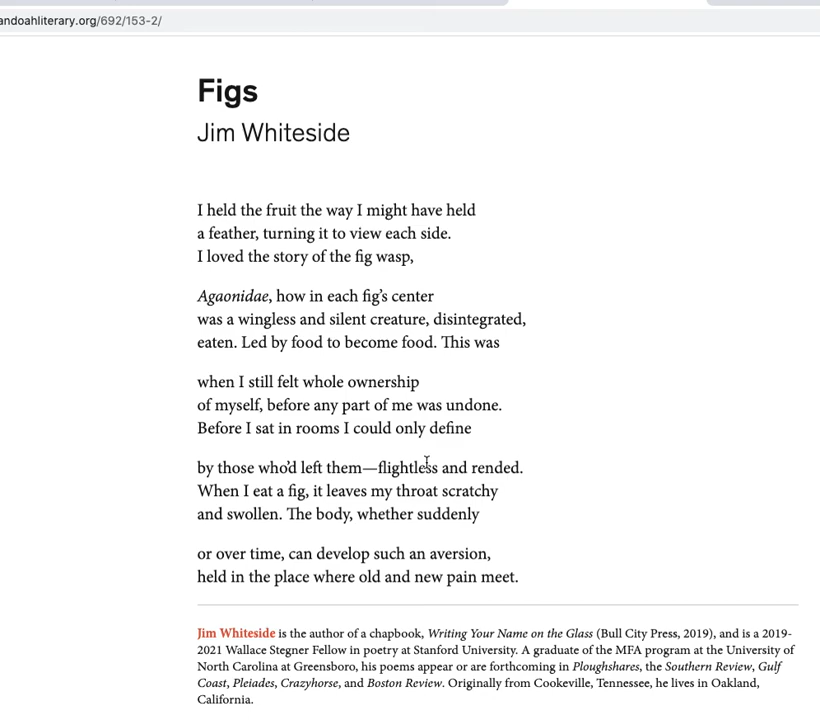 andoahliterary.org/692/153-2/
Figs
Jim Whiteside
I held the fruit the way I might have held
a feather, turning it to view each side.
I loved the story of the fig wasp,
Agaonidae, how in each fig's center
was a wingless and silent creature, disintegrated,
eaten. Led by food to become food. This was
when I still felt whole ownership
of myself, before any part of me was undone.
Before I sat in rooms I could only define
by those who'd left them—flightless and rended.
When I eat a fig, it leaves my throat scratchy
and swollen. The body, whether suddenly
or over time, can develop such an aversion,
held in the place where old and new pain meet.
Jim Whiteside is the author of a chapbook, Writing Your Name on the Glass (Bull City Press, 2019), and is a 2019-
2021 Wallace Stegner Fellow in poetry at Stanford University. A graduate of the MFA program at the University of
North Carolina at Greensboro, his poems appear or are forthcoming in Ploughshares, the Southern Review, Gulf
Coast, Pleiades, Crazyhorse, and Boston Review. Originally from Cookeville, Tennessee, he lives in Oakland,
California.